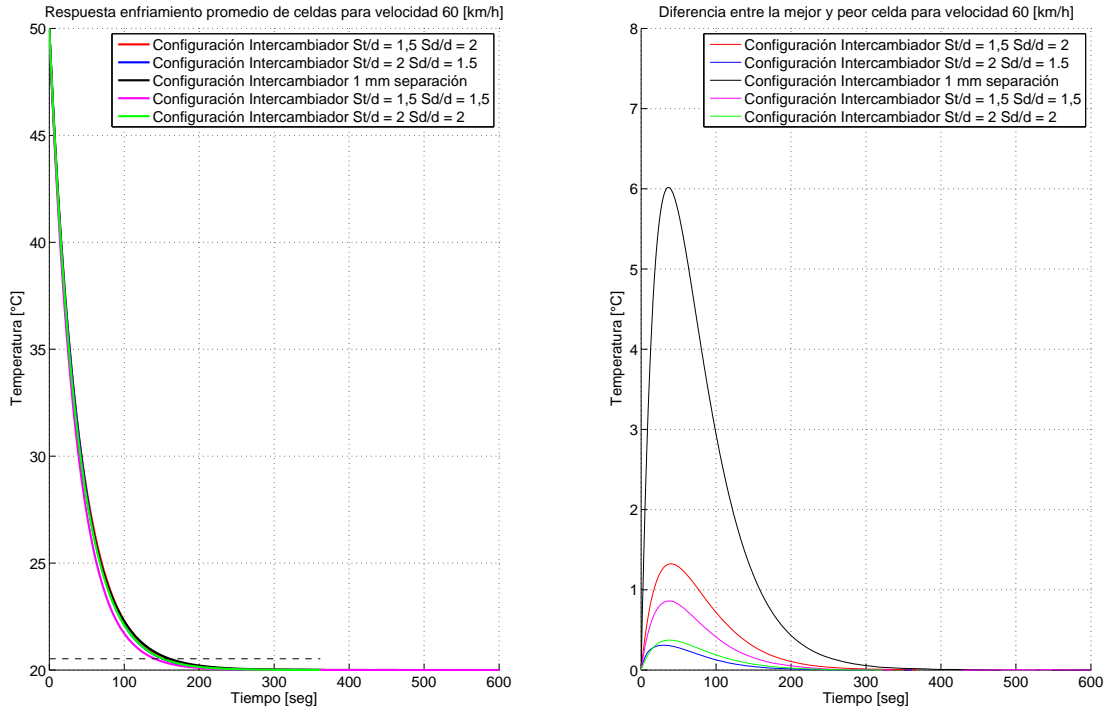 Respuesta enfriamiento promedio de celdas para velocidad 60 [km/h]
50
45
40
35
30
25
20
Temperatura [°C]
Configuración Intercambiador St/d = 1,5 Sd/d = 2
Configuración Intercambiador St/d = 2 Sd/d = 1.5
Configuración Intercambiador 1 mm separación
Configuración Intercambiador St/d = 1,5 Sd/d = 1,5
Configuración Intercambiador St/d = 2 Sd/d = 2
0 100 200 300 400 500 600
Tiempo [seg]
Diferencia entre la mejor y peor celda para velocidad 60 [km/h]
8
7
6
5
4
3
2
1
0
Temperatura [°C]
Configuración Intercambiador St/d = 1,5 Sd/d = 2
Configuración Intercambiador St/d = 2 Sd/d = 1.5
Configuración Intercambiador 1 mm separación
Configuración Intercambiador St/d = 1,5 Sd/d = 1,5
Configuración Intercambiador St/d = 2 Sd/d = 2
0 100 200 300 400 500 600
Tiempo [seg]